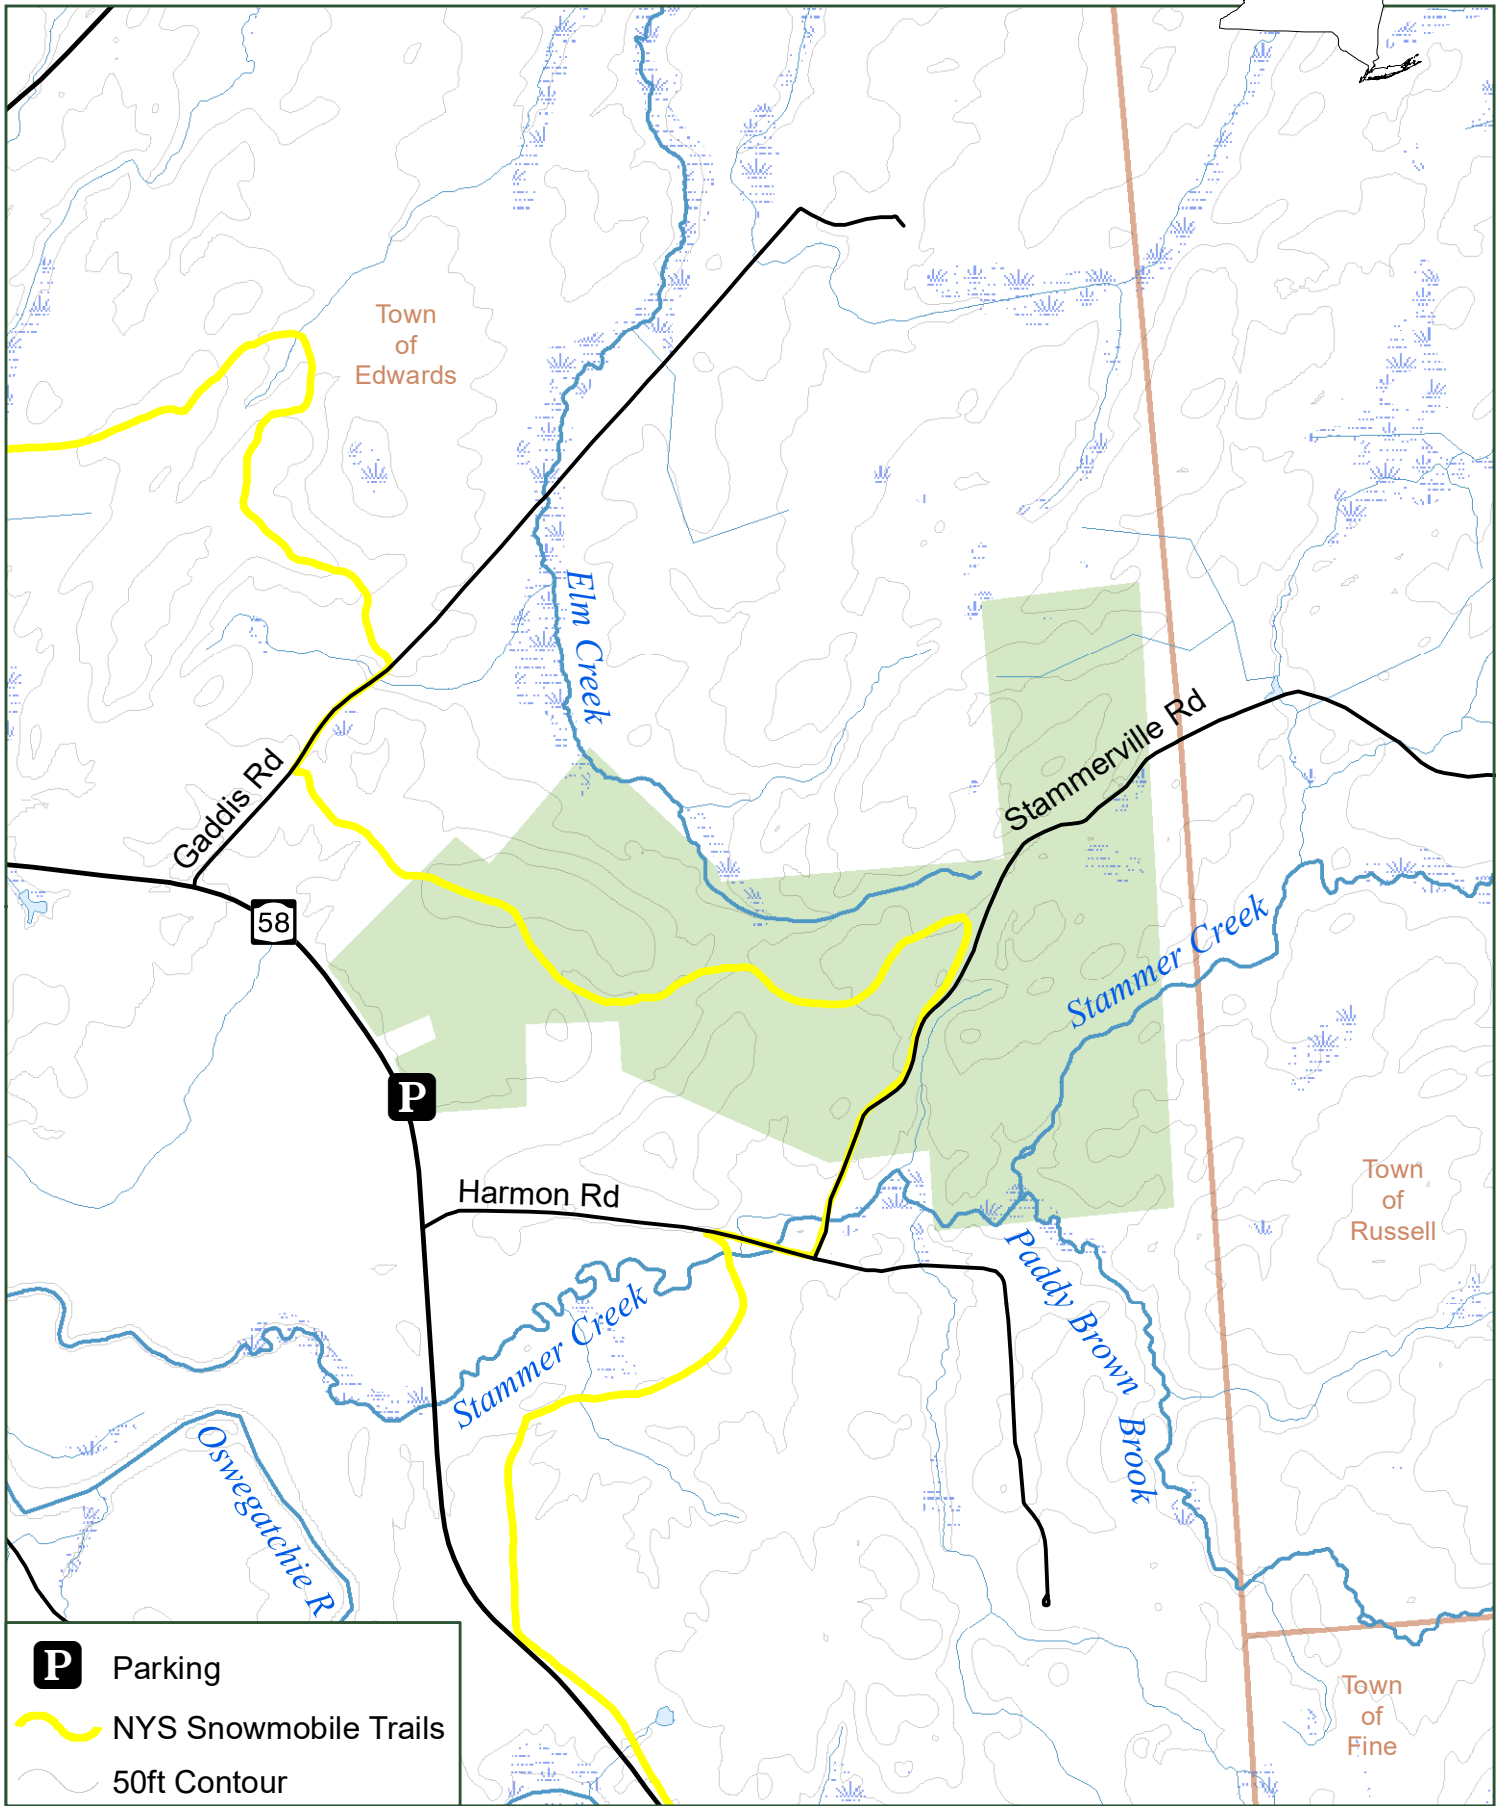 Town
of
Edwards
Elm Creek
Gaddis Rd
Stammerville Rd
58
Stammer Creek
P
Harmon Rd
Town
of
Russell
Paddy Brown Brook
Stammer Creek
Oswegatchie R
Town
of
Fine
P Parking
NYS Snowmobile Trails
50ft Contour